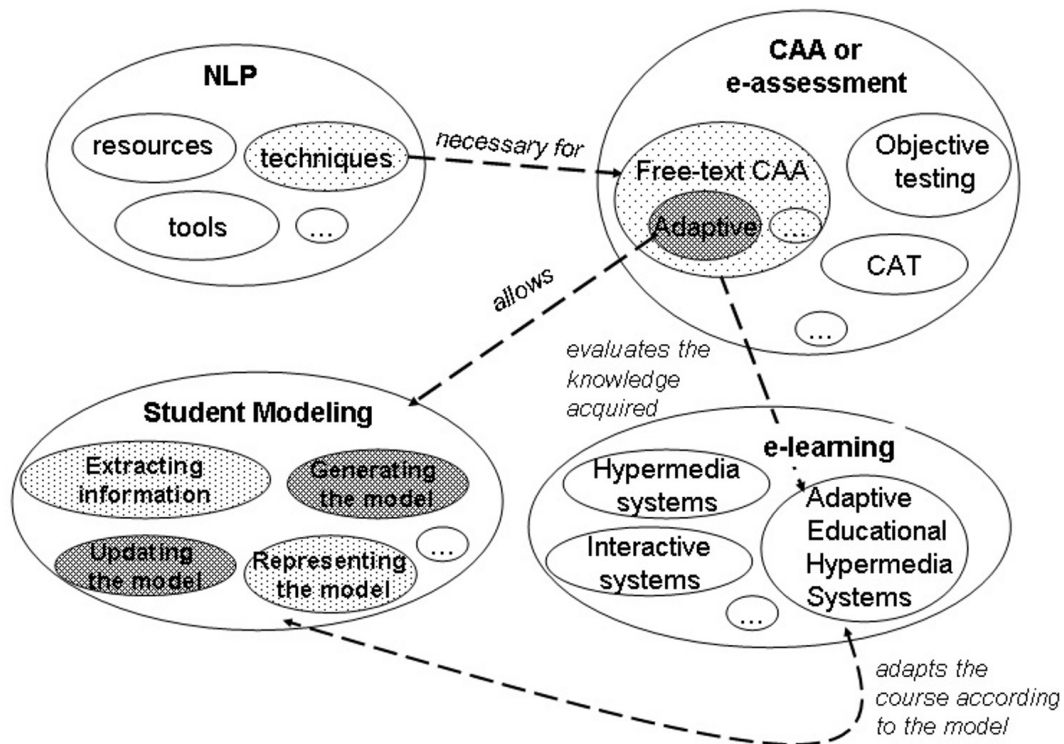 NLP
resources
techniques
tools
...
necessary for
CAA or
e-assessment
Free-text CAA
Adaptive
...
Objective
testing
CAT
...
allows
evaluates the
knowledge
acquired
Student Modeling
Extracting
information
Generating
the model
Updating
the model
Representing
the model
...
e-learning
Hypermedia
systems
Interactive
systems
...
Adaptive
Educational
Hypermedia
Systems
adapts the
course according
to the model